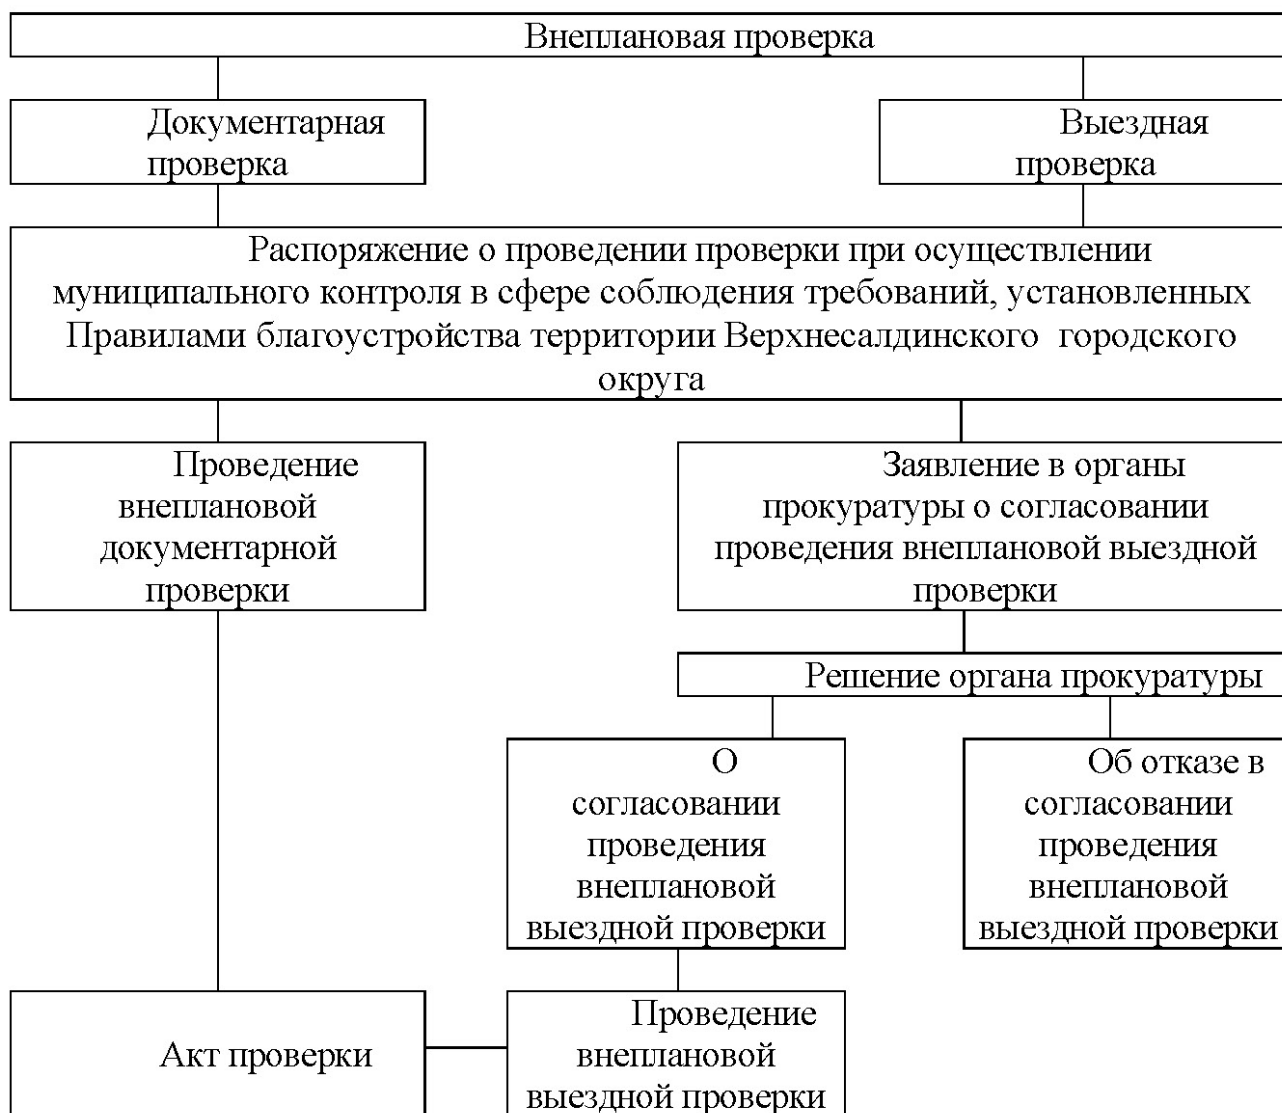 Внеплановая проверка
Документарная
проверка
Выездная
проверка
Распоряжение о проведении проверки при осуществлении
муниципального контроля в сфере соблюдения требований, установленных
Правилами благоустройства территории Верхнесалдинского городского
округа
Проведение
внеплановой
документарной
проверки
Заявление в органы
прокуратуры о согласовании
проведения внеплановой выездной
проверки
Решение органа прокуратуры
О
согласовании
проведения
внеплановой
выездной проверки
Об отказе в
согласовании
проведения
внеплановой
выездной проверки
Акт проверки
Проведение
внеплановой
выездной проверки